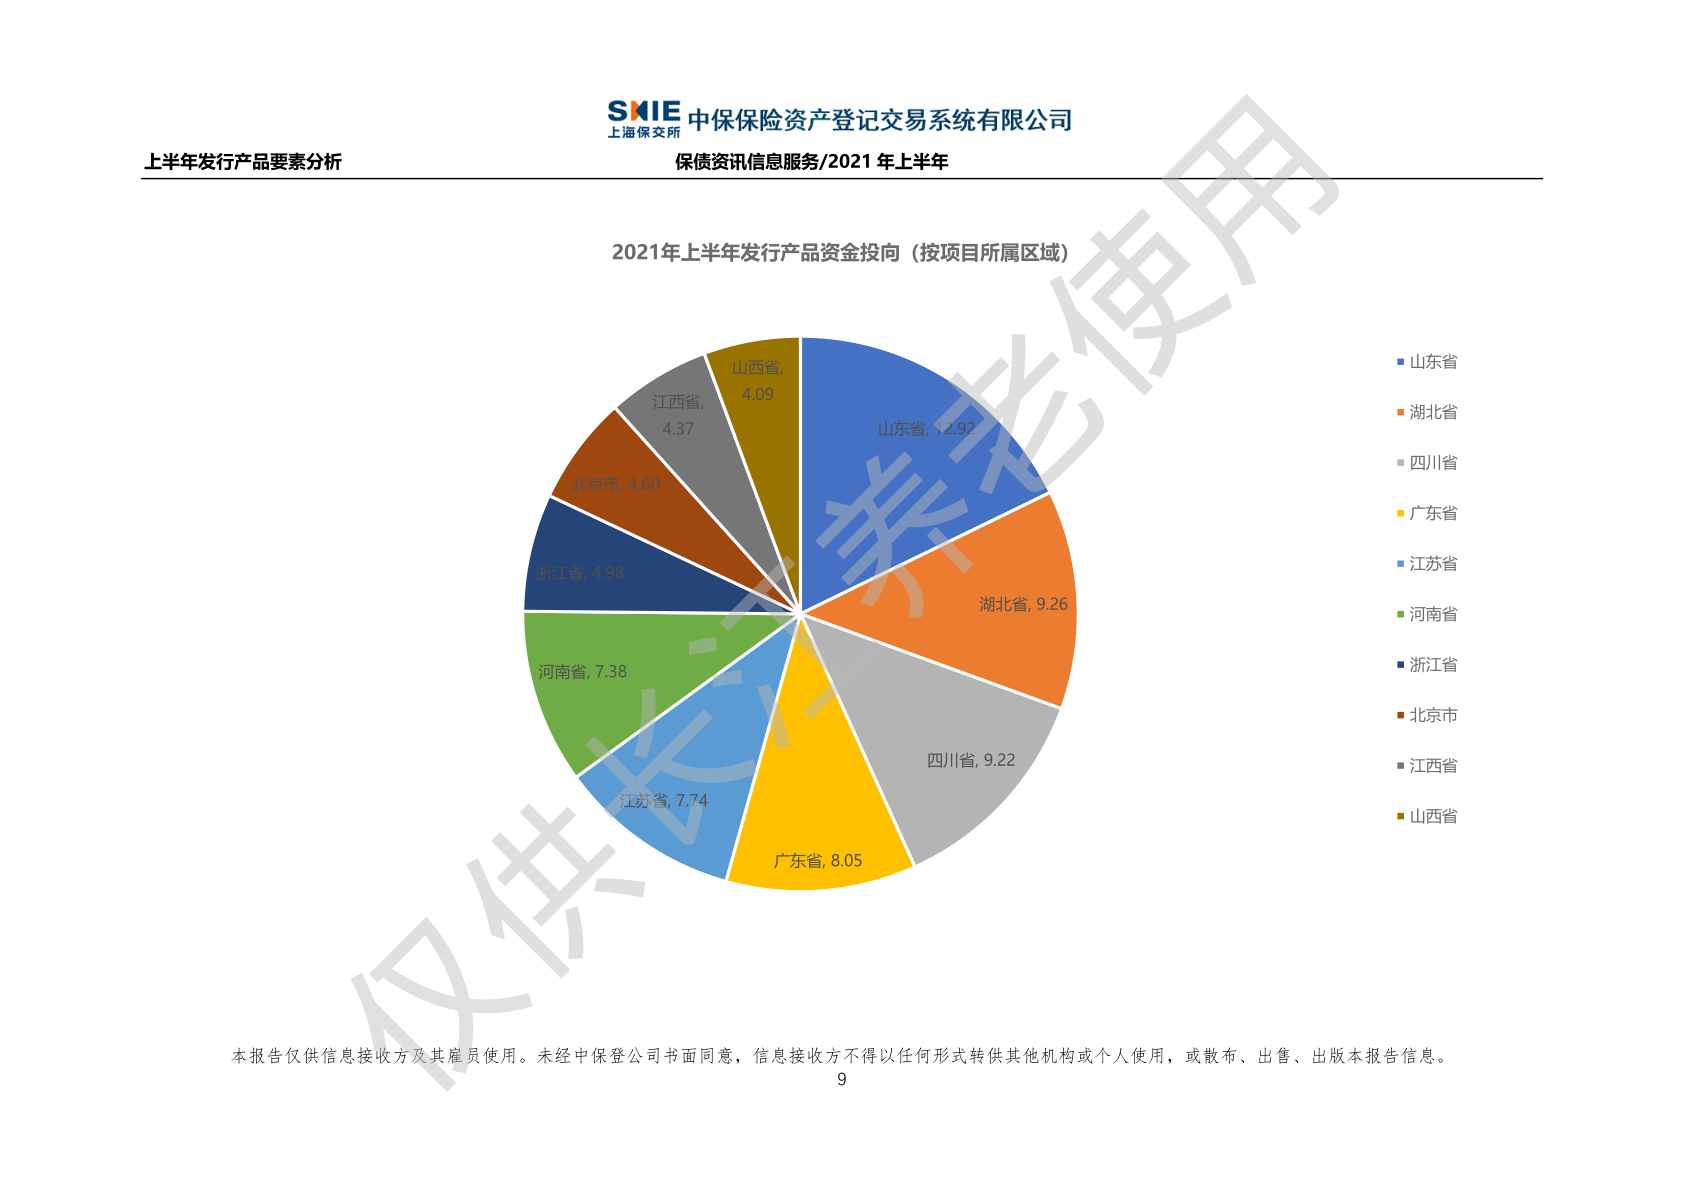 SHIE
上海保交所
中保保险资产登记交易系统有限公司
上半年发行产品要素分析
保债资讯信息服务/2021 年上半年
2021年上半年发行产品资金投向（按项目所属区域）
山东省, 12.92
湖北省, 9.26
四川省, 9.22
广东省, 8.05
江苏省, 7.74
河南省, 7.38
浙江省, 4.98
北京市, 4.60
江西省,
4.37
山西省,
4.09
山东省
湖北省
四川省
广东省
江苏省
河南省
浙江省
北京市
江西省
山西省
仅供长江养老使用
本报告仅供信息接收方及其雇员使用。未经中保登公司书面同意，信息接收方不得以任何形式转供其他机构或个人使用，或散布、出售、出版本报告信息。
9